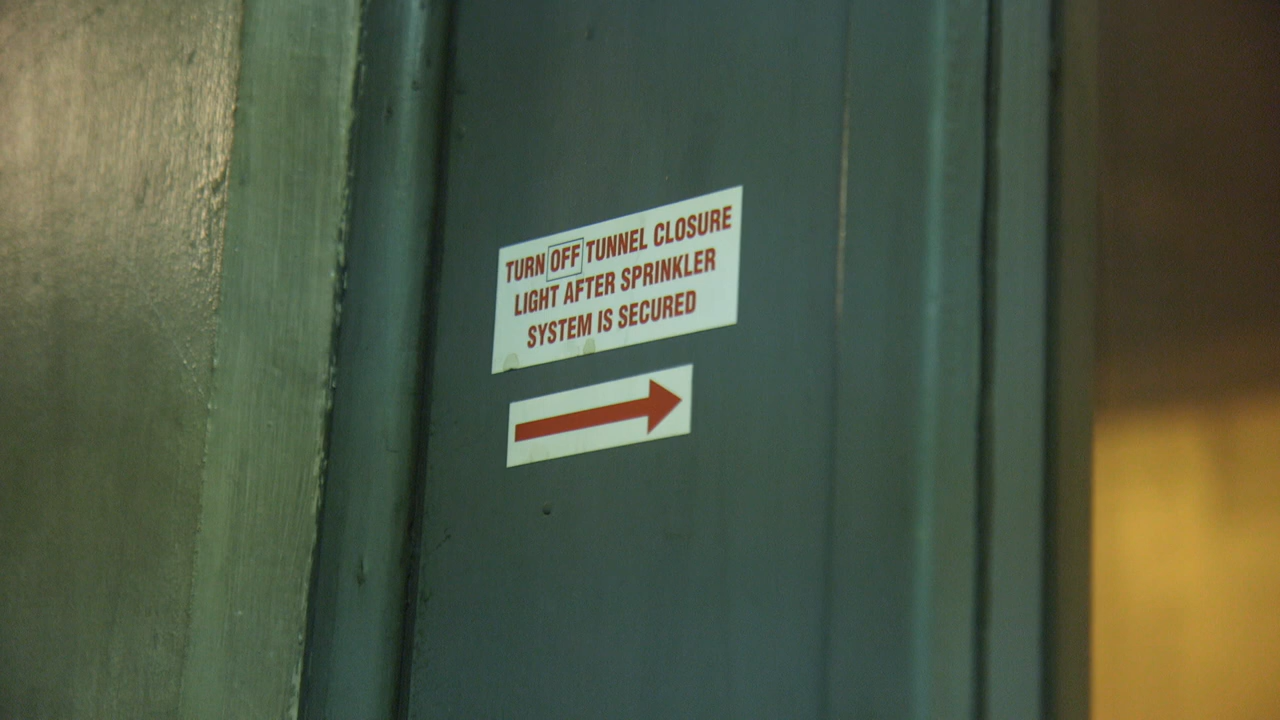 TURN OFF TUNNEL CLOSURE
LIGHT AFTER SPRINKLER
SYSTEM IS SECURED